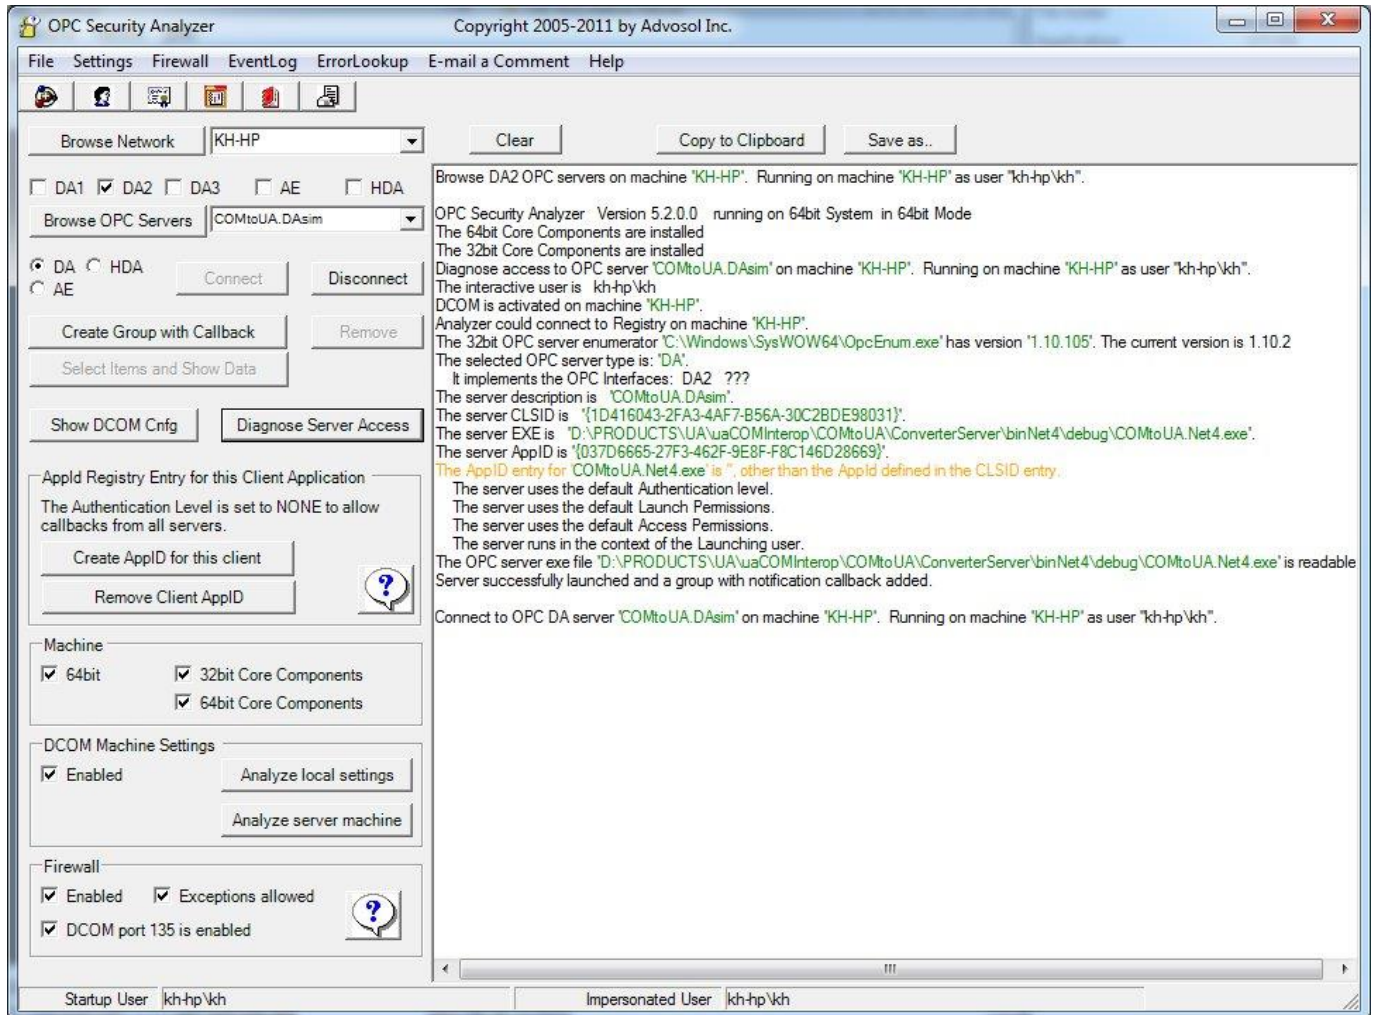 OPC Security Analyzer Copyright 2005-2011 by Advosol Inc.
File Settings Firewall EventLog ErrorLookup E-mail a Comment Help
Browse Network KH-HP Clear Copy to Clipboard Save as..
DA1 DA2 DA3 AE HDA
Browse OPC Servers COMtoUA.DAsim
DA HDA
AE
Connect Disconnect
Create Group with Callback Remove
Select Items and Show Data
Show DCOM Cnfg Diagnose Server Access
AppId Registry Entry for this Client Application
The Authentication Level is set to NONE to allow
callbacks from all servers.
Create AppID for this client
Remove Client AppID
Machine
64bit 32bit Core Components
64bit Core Components
DCOM Machine Settings
Enabled Analyze local settings
Analyze server machine
Firewall
Enabled Exceptions allowed
DCOM port 135 is enabled
Browse DA2 OPC servers on machine 'KH-HP'. Running on machine 'KH-HP' as user "kh-hp\kh".
OPC Security Analyzer Version 5.2.0.0 running on 64bit System in 64bit Mode
The 64bit Core Components are installed
The 32bit Core Components are installed
Diagnose access to OPC server 'COMtoUA.DAsim' on machine 'KH-HP'. Running on machine 'KH-HP' as user "kh-hp\kh".
The interactive user is kh-hp\kh
DCOM is activated on machine 'KH-HP'.
Analyzer could connect to Registry on machine 'KH-HP'.
The 32bit OPC server enumerator 'C:\Windows\SysWOW64\OpcEnum.exe' has version '1.10.105'. The current version is 1.10.2
The selected OPC server type is: 'DA'.
It implements the OPC Interfaces: DA2 ???
The server description is 'COMtoUA.DAsim'.
The server CLSID is '{1D416043-2FA3-4AF7-B56A-30C2BDE98031}'.
The server EXE is 'D:\PRODUCTS\UA\uaCOMInterop\COMtoUA\ConverterServer\binNet4\debug\COMtoUA.Net4.exe'.
The server AppID is '{037D6665-27F3-462F-9E8F-F8C146D28669}'.
The AppID entry for 'COMtoUA.Net4.exe' is '', other than the AppId defined in the CLSID entry.
The server uses the default Authentication level.
The server uses the default Launch Permissions.
The server uses the default Access Permissions.
The server runs in the context of the Launching user.
The OPC server exe file 'D:\PRODUCTS\UA\uaCOMInterop\COMtoUA\ConverterServer\binNet4\debug\COMtoUA.Net4.exe' is readable
Server successfully launched and a group with notification callback added.
Connect to OPC DA server 'COMtoUA.DAsim' on machine 'KH-HP'. Running on machine 'KH-HP' as user "kh-hp\kh".
Startup User kh-hp\kh Impersonated User kh-hp\kh